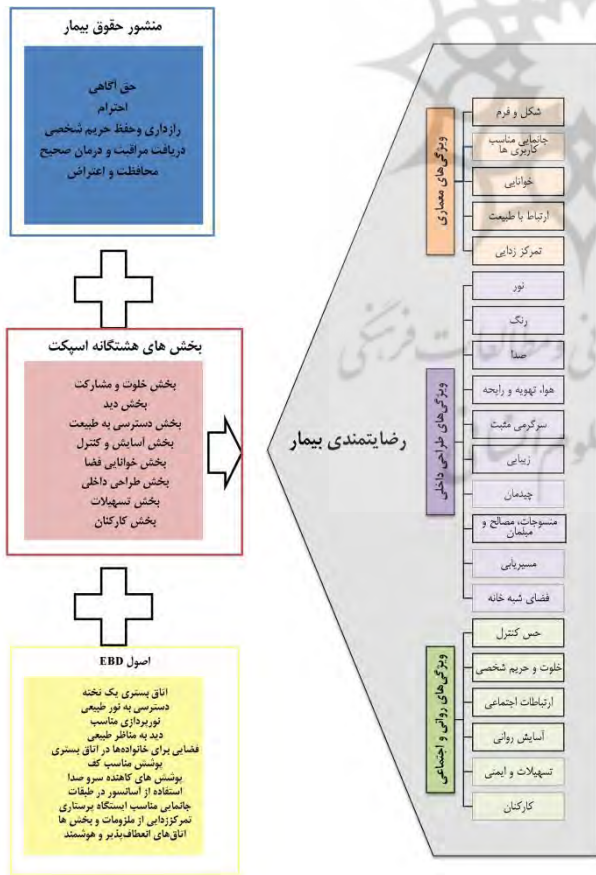 منشور حقوق بیمار
حق آگاهی
احترام
رازداری وحفظ حریم شخصی
دریافت مراقبت و درمان صحیح
محافظت و اعتراض
بخش های هشتگانه اسپکت
بخش خلوت و مشارکت
بخش دید
بخش دسترسی به طبیعت
بخش آسایش و کنترل
بخش خوانایی فضا
بخش طراحی داخلی
بخش تسهیلات
بخش کارکنان
اصول EBD
اتاق بستری یک تخته
دسترسی به نور طبیعی
نورپردازی مناسب
دید به مناظر طبیعی
فضایی برای خانواده‌ها در اتاق بستری
پوشش مناسب کف
پوشش های کاهنده سرو صدا
استفاده از آسانسور در طبقات
جانمایی مناسب ایستگاه پرستاری
تمرکززدایی از ملزومات و بخش ها
اتاق‌های انعطاف‌پذیر و هوشمند
رضایتمندی بیمار
ویژگی‌های معماری
شکل و فرم
جانمایی مناسب
کاربری ها
خوانایی
ارتباط با طبیعت
تمرکز زدایی
ویژگی‌های طراحی داخلی
نور
رنگ
صدا
هوا، تهویه و رایحه
سرگرمی مثبت
زیبایی
چیدمان
منسوجات، مصالح و
مبلمان
مسیریابی
فضای شبه خانه
ویژگی‌های روانی و اجتماعی
حس کنترل
خلوت و حریم شخصی
ارتباطات اجتماعی
آسایش روانی
تسهیلات و ایمنی
کارکنان
نی ومطالعات فرهنگی